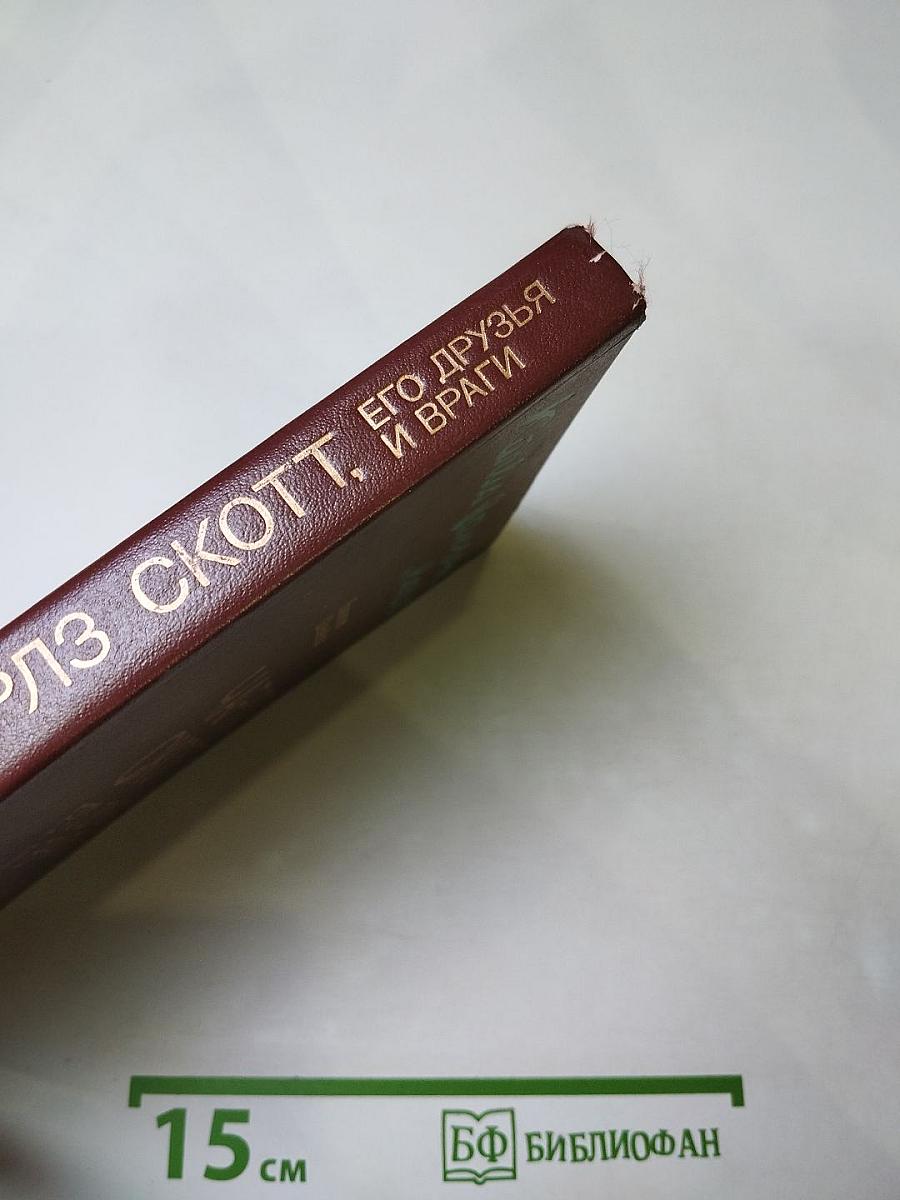 РЛЗ СКОТТ,
ЕГО ДРУЗЬЯ
И ВРАГИ
15 см
БФ БИБЛИОФАН